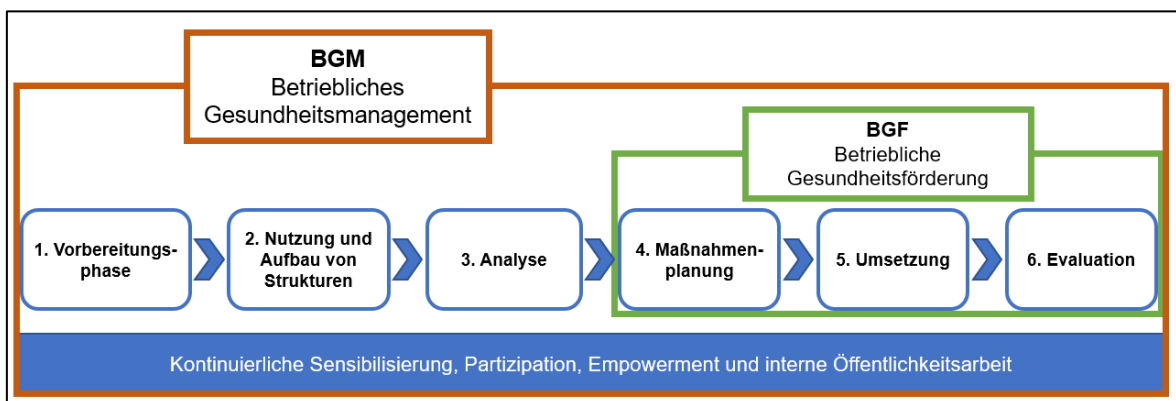 BGM
Betriebliches
Gesundheitsmanagement
BGF
Betriebliche
Gesundheitsförderung
1. Vorbereitungs-
phase
2. Nutzung und
Aufbau von
Strukturen
3. Analyse
4. Maßnahmen-
planung
5. Umsetzung
6. Evaluation
Kontinuierliche Sensibilisierung, Partizipation, Empowerment und interne Öffentlichkeitsarbeit